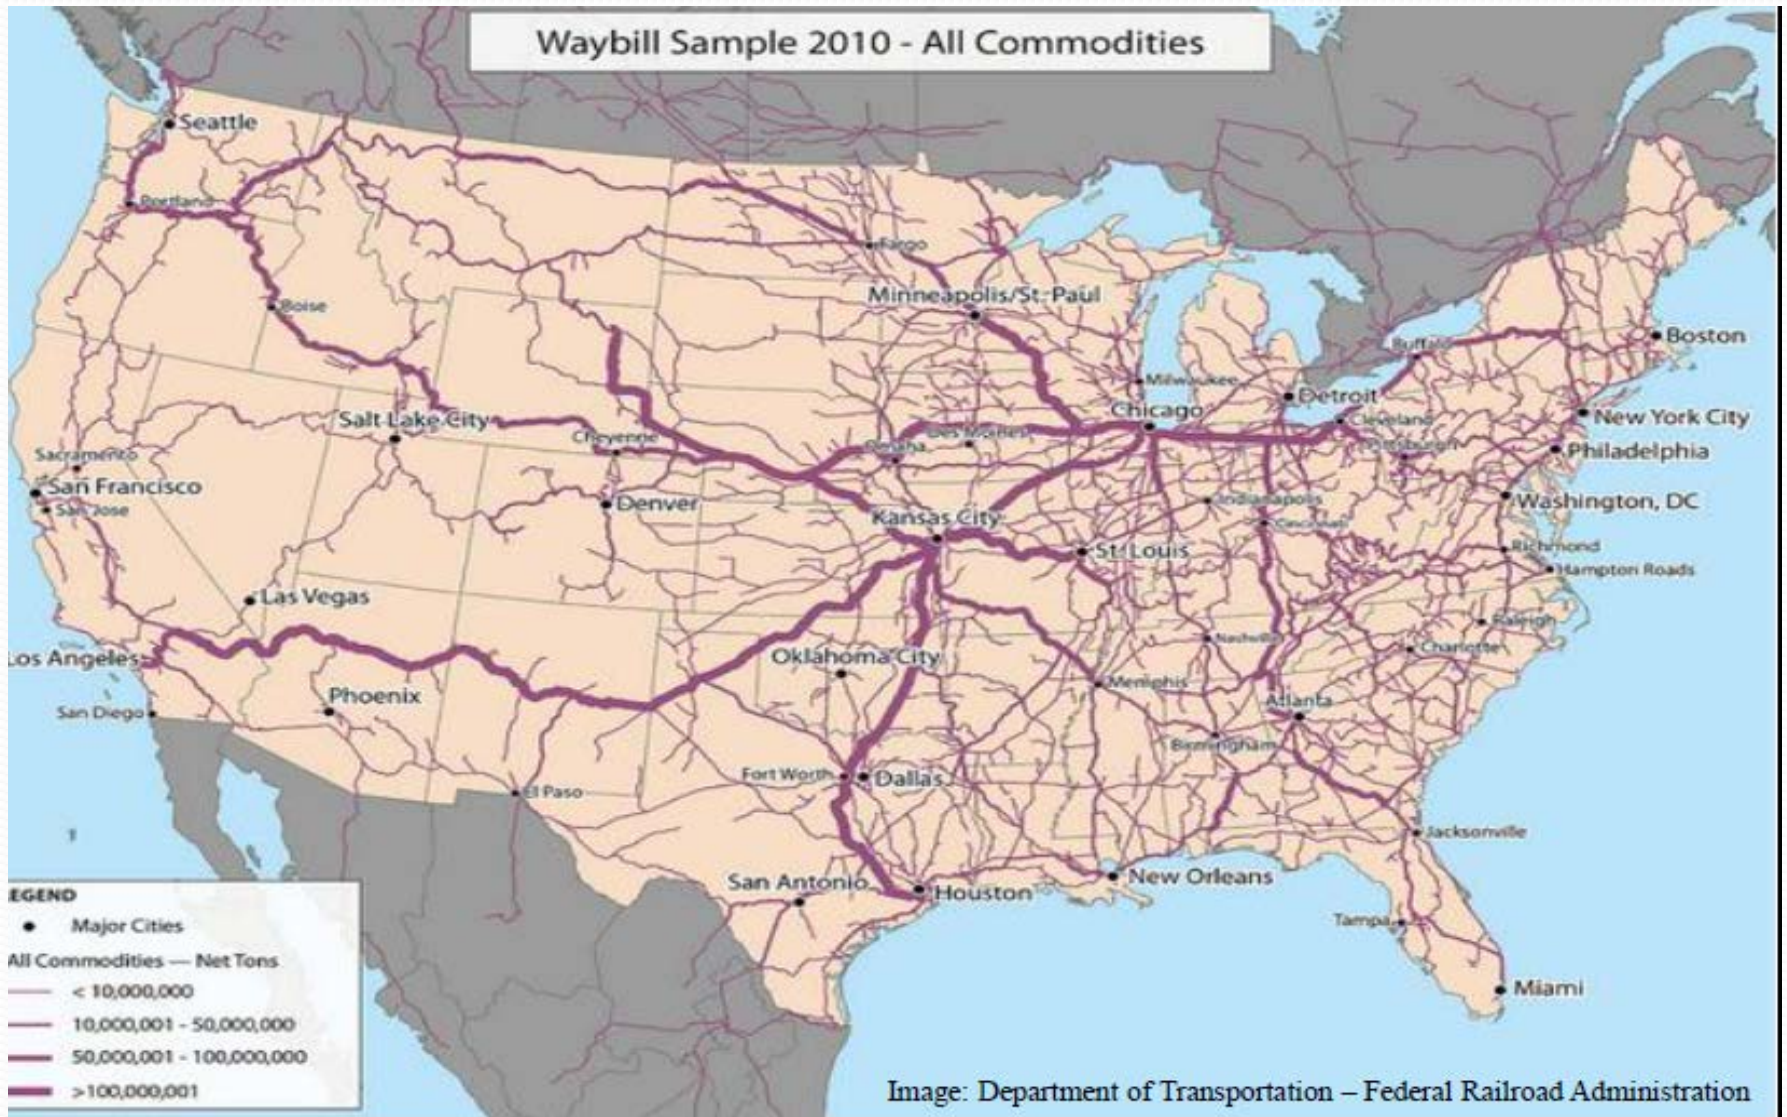 Waybill Sample 2010 - All Commodities
Seattle
Portland
Fargo
Boise
Minneapolis/St. Paul
Boston
Buffalo
Milwaukee
Detroit
Chicago
Cleveland
New York City
Salt Lake City
Cheyenne
Omaha
Des Moines
Pittsburgh
Philadelphia
Sacramento
San Francisco
San Jose
Denver
Kansas City
Indianapolis
Washington, DC
Cincinnati
St. Louis
Richmond
Hampton Roads
Las Vegas
Raleigh
Nashville
Charlotte
Los Angeles
Oklahoma City
Memphis
Phoenix
Atlanta
San Diego
Birmingham
Fort Worth
Dallas
El Paso
Jacksonville
San Antonio
Houston
New Orleans
Tampa
Miami
EGEND
Major Cities
All Commodities — Net Tons
< 10,000,000
10,000,001 - 50,000,000
50,000,001 - 100,000,000
>100,000,001
Image: Department of Transportation – Federal Railroad Administration